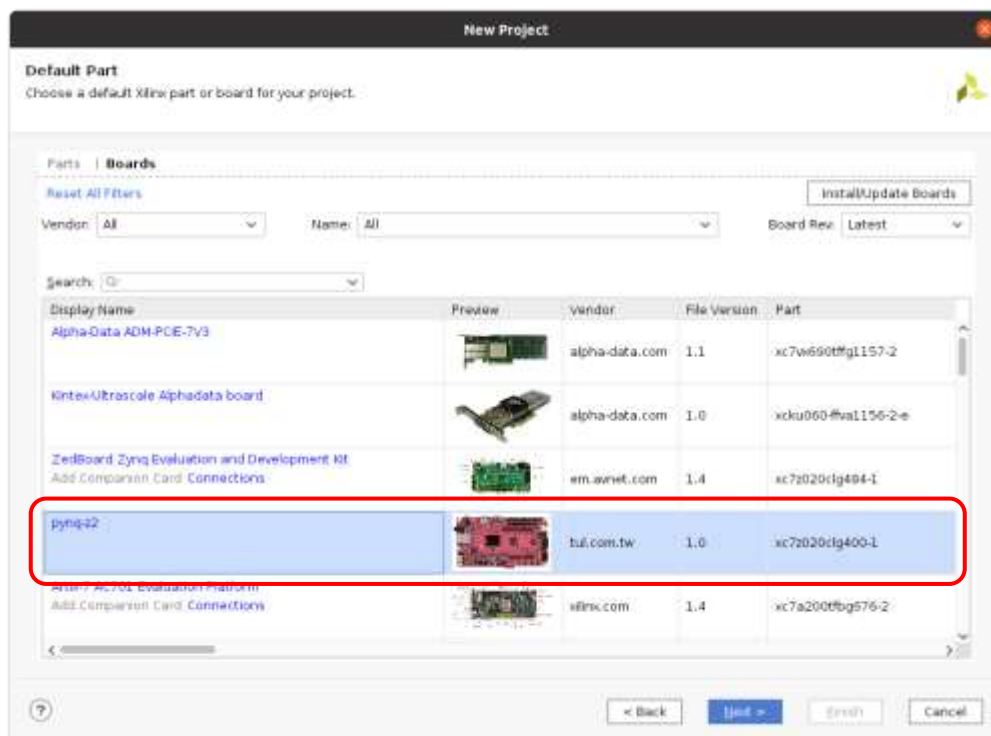 New Project
Default Part
Choose a default Xilinx part or board for your project.
Parts | Boards
Reset All Filters
Install/Update Boards
Vendor: All
Name: All
Board Rev: Latest
Search:
Display Name Preview Vendor File Version Part
Alpha-Data ADM-PCIE-7V3 alpha-data.com 1.1 xc7vx690tffg1157-2
Kintex-Ultrascale Alphadata board alpha-data.com 1.0 xcku060-ffva1156-2-e
ZedBoard Zynq Evaluation and Development Kit
Add Companion Card Connections em.avnet.com 1.4 xc7z020clg484-1
pynq-z2 tul.com.tw 1.0 xc7z020clg400-1
Artix-7 AC701 Evaluation Platform
Add Companion Card Connections xilinx.com 1.4 xc7a200tfbg676-2
?
< Back Next > Finish Cancel